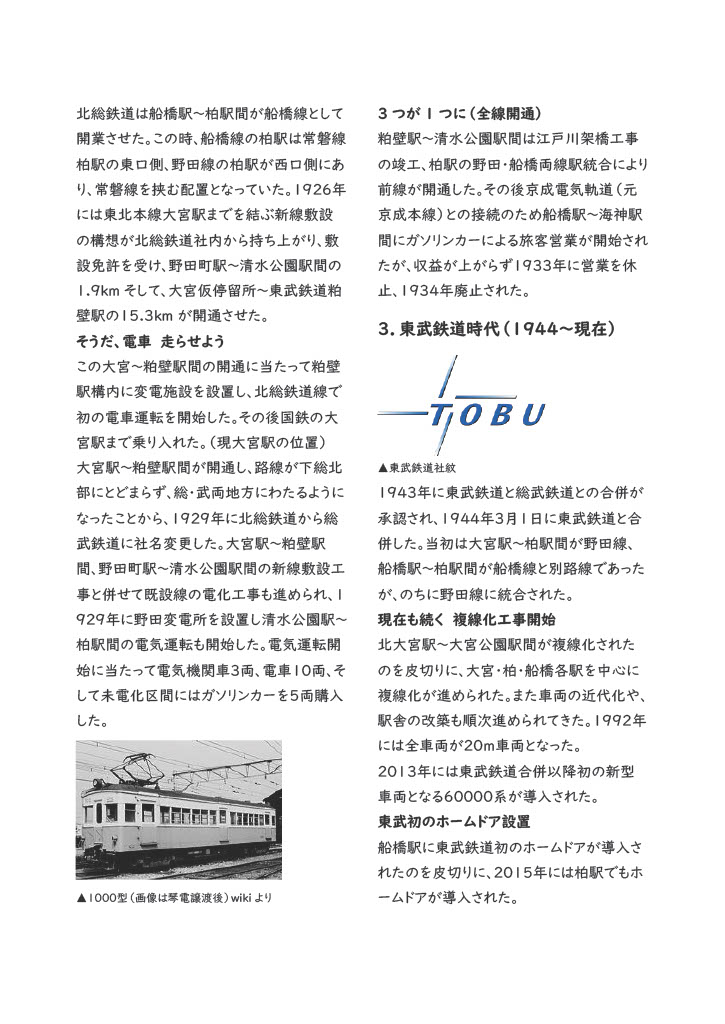 北総鉄道は船橋駅~柏駅間が船橋線として
開業させた。この時、船橋線の柏は常磐線
柏駅の東口側、野田線の柏駅が西口側にあ
り、常磐線を挟む配置となっていた。1926年
には東北本線大宮駅までを結ぶ新線敷設
の構想が北総鉄道社内から持ち上がり、敷
設免許を受け、野田町駅~清水公園駅間の
1.9km そして、大宮仮停留所~東武鉄道粕
壁駅の15.3km が開通させた。
そうだ、電車 走らせよう
この大宮~粕壁駅間の開通に当たって粕壁
駅構内に変電施設を設置し、北総鉄道線で
初の電車運転を開始した。その後国鉄の大
宮駅まで乗り入れた。(現大宮駅の位置)
大宮駅~粕壁駅間が開通し、路線が下総北
部にとどまらず、総・武両地方にわたるように
なったことから、1929年に北総鉄道から総
武鉄道に社名変更した。大宮駅~粕壁駅
間、野田町駅~清水公園駅間の新線敷設工
事と併せて既設線の電化工事も進められ、1
929年に野田変電所を設置し清水公園駅~
柏駅間の電気運転も開始した。電気運転開
始に当たって電気機関車3両、電車10両、そ
して未電化区間にはガソリンカーを5両購入
した。
▲1000型(画像は琴電譲渡後)wiki より
3つが1つに(全線開通)
粕壁駅~清水公園駅間は江戸川架橋工事
の竣工、柏駅の野田・船橋両線駅統合により
前線が開通した。その後京成電気軌道(元
京成本線)との接続のため船橋駅~海神駅
間にガソリンカーによる旅客営業が開始され
たが、収益が上がらず1933年に営業を休
止、1934年廃止された。
3. 東武鉄道時代(1944~現在)
TOBU
▲東武鉄道社紋
1943年に東武鉄道と総武鉄道との合併が
承認され、1944年3月1日に東武鉄道と合
併した。当初は大宮駅~柏駅間が野田線、
船橋駅~柏駅間が船橋線と別路線であった
が、のちに野田線に統合された。
現在も続く 複線化工事開始
北大宮駅~大宮公園駅間が複線化された
のを皮切りに、大宮・柏・船橋各駅を中心に
複線化が進められた。また車両の近代化や、
駅舎の改築も順次進められてきた。1992年
には全車両が20m車両となった。
2013年には東武鉄道合併以降初の新型
車両となる60000系が導入された。
東武初のホームドア設置
船橋駅に東武鉄道初のホームドアが導入さ
れたのを皮切りに、2015年には柏駅でもホ
ームドアが導入された。